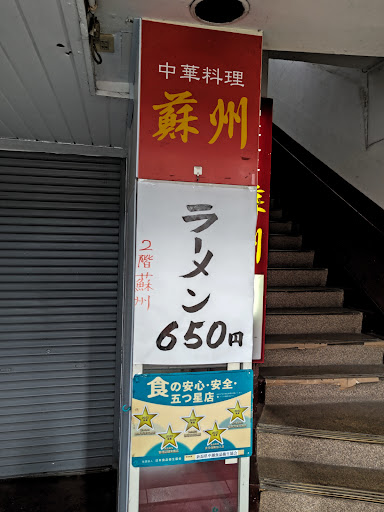 中華料理
蘇州
ラーメン
650円
2階蘇州
食の安心・安全・
五つ星店